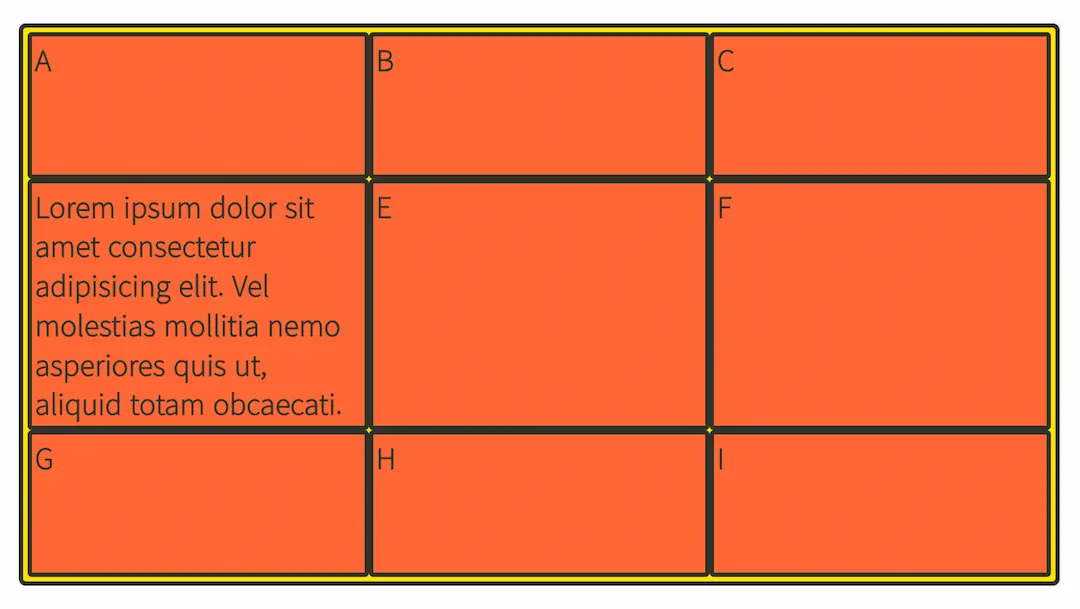 A
B
C
Lorem ipsum dolor sit
amet consectetur
adipisicing elit. Vel
molestias mollitia nemo
asperiores quis ut,
aliquid totam obcaecati.
E
F
G
H
I